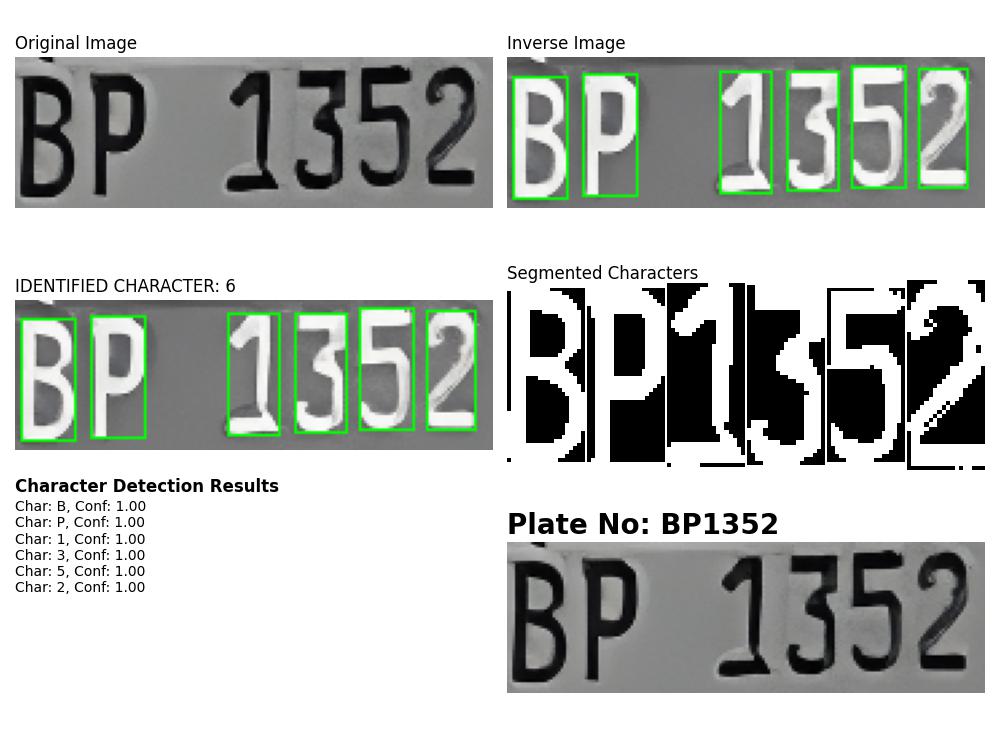 Original Image
BP 1352
Inverse Image
BP 1352
IDENTIFIED CHARACTER: 6
BP 1352
Segmented Characters
BP1352
Character Detection Results
Char: B, Conf: 1.00
Char: P, Conf: 1.00
Char: 1, Conf: 1.00
Char: 3, Conf: 1.00
Char: 5, Conf: 1.00
Char: 2, Conf: 1.00
Plate No: BP1352
BP 1352